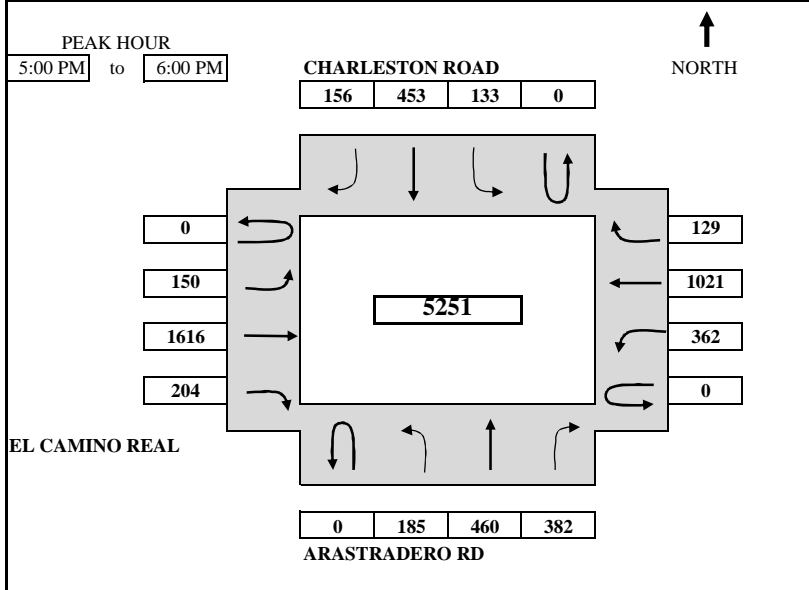 PEAK HOUR
5:00 PM to 6:00 PM
CHARLESTON ROAD
NORTH
156 453 133 0
0 129
150 1021
5251
1616 362
204 0
EL CAMINO REAL
0 185 460 382
ARASTRADERO RD